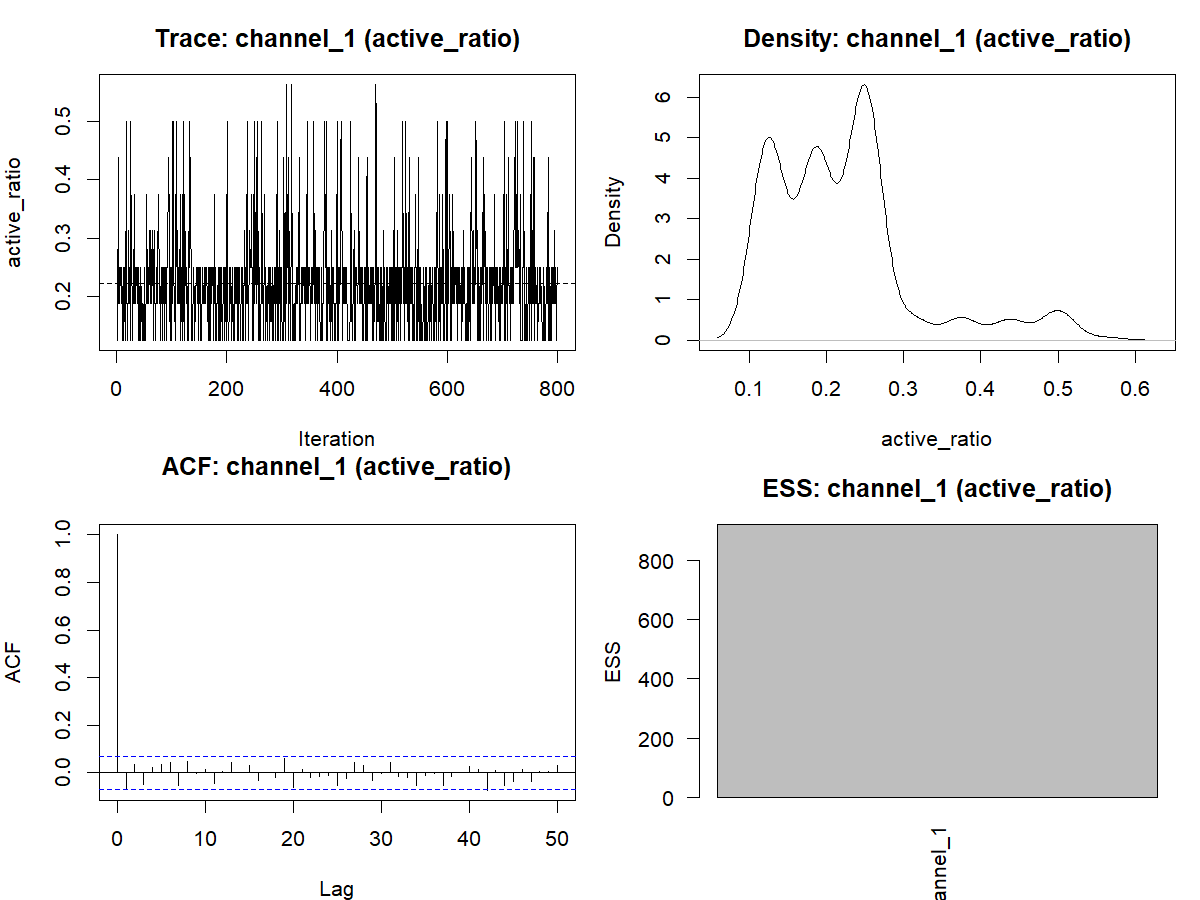 Trace: channel_1 (active_ratio)
active_ratio
0.2 0.3 0.4 0.5
0 200 400 600 800
Iteration
Density: channel_1 (active_ratio)
Density
0 1 2 3 4 5 6
0.1 0.2 0.3 0.4 0.5 0.6
active_ratio
ACF: channel_1 (active_ratio)
ACF
0.0 0.2 0.4 0.6 0.8 1.0
0 10 20 30 40 50
Lag
ESS: channel_1 (active_ratio)
ESS
0 200 400 600 800
annel_1